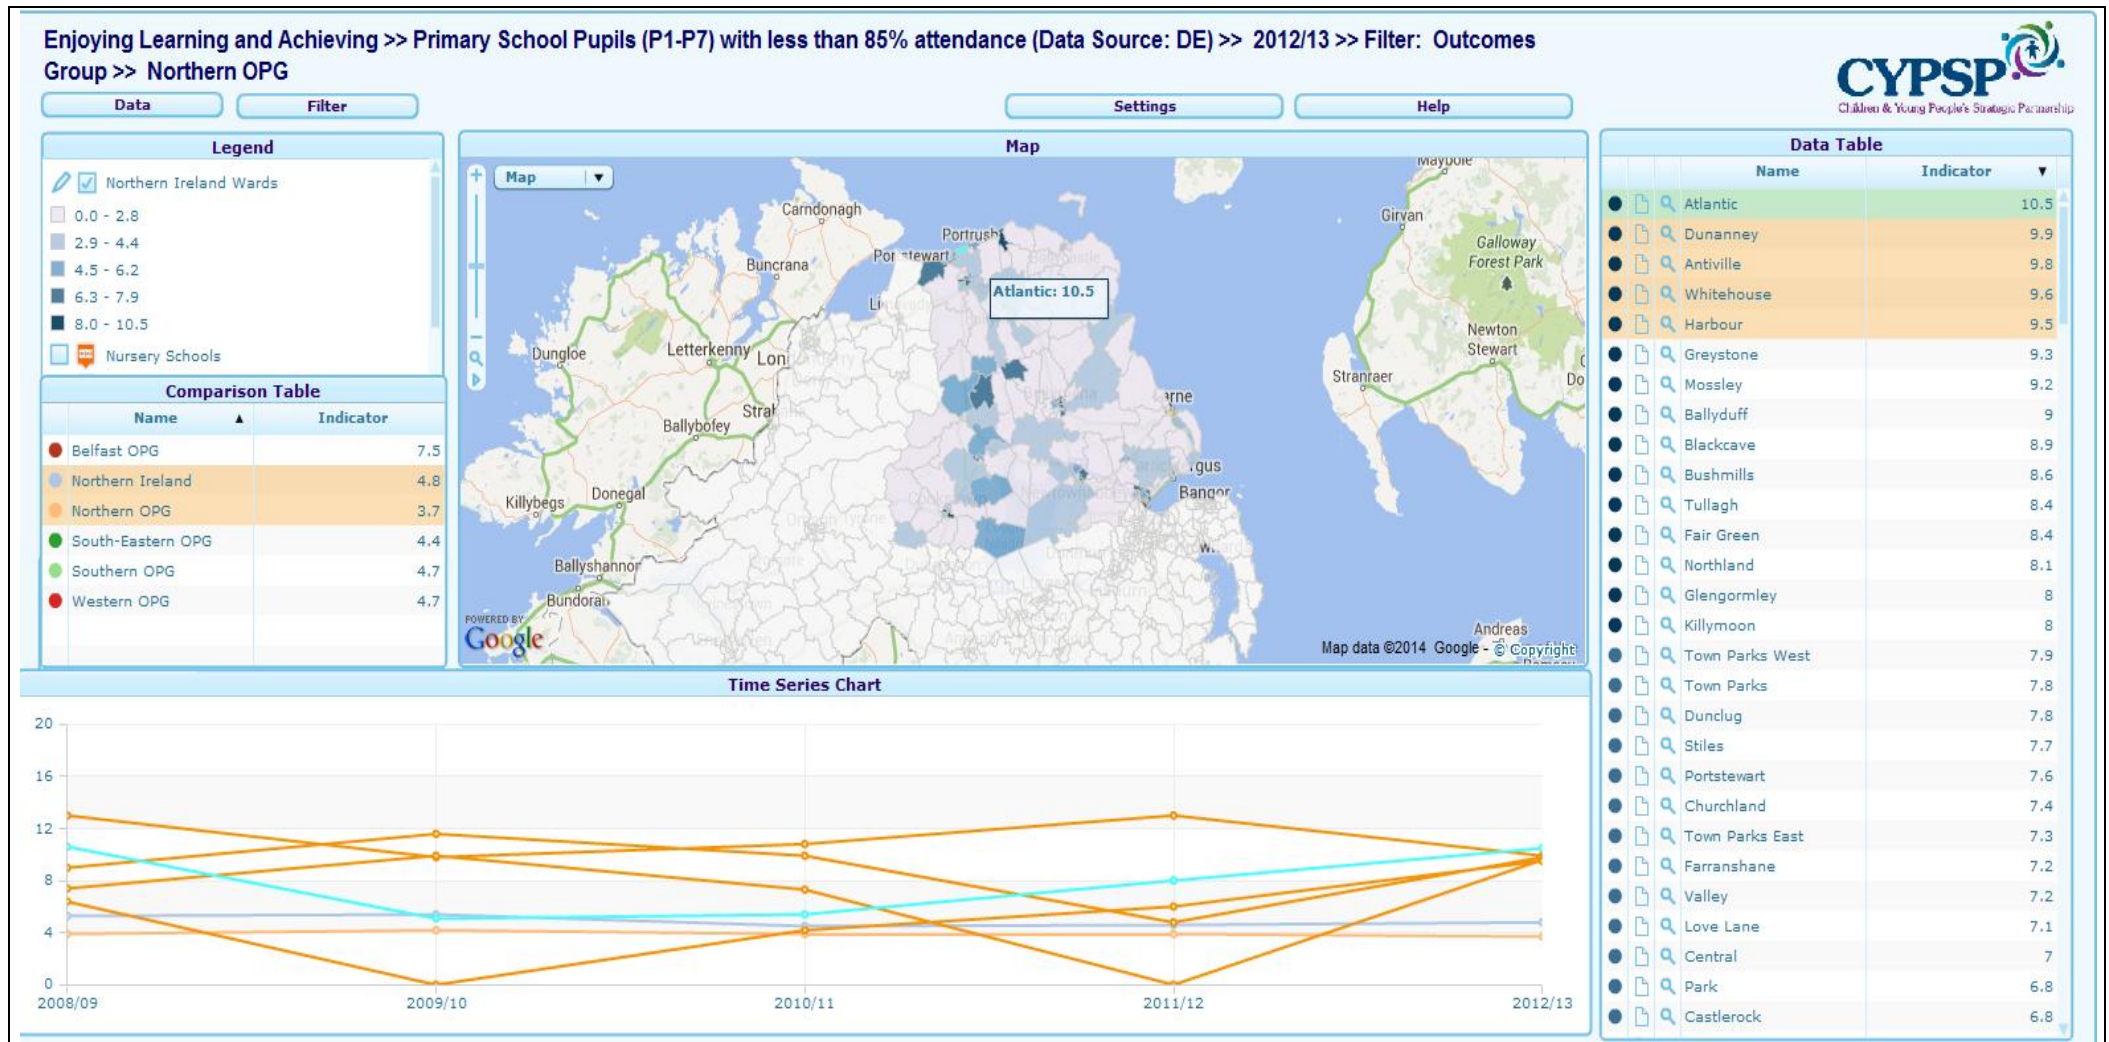 Enjoying Learning and Achieving >> Primary School Pupils (P1-P7) with less than 85% attendance (Data Source: DE) >> 2012/13 >> Filter: Outcomes
Group >> Northern OPG
CYPSP
Children & Young People's Strategic Partnership
Data
Filter
Settings
Help
Legend
Northern Ireland Wards
0.0 - 2.8
2.9 - 4.4
4.5 - 6.2
6.3 - 7.9
8.0 - 10.5
Nursery Schools
Comparison Table
Name ▲ Indicator
Belfast OPG 7.5
Northern Ireland 4.8
Northern OPG 3.7
South-Eastern OPG 4.4
Southern OPG 4.7
Western OPG 4.7
Map
Map ▼
Maybole
Carndonagh
Girvan
Portrush
Galloway
Forest Park
Portstewart
Buncrana
Atlantic: 10.5
Newton
Stewart
Dungloe
Letterkenny
Lon
Stranraer
Do
arne
Stral
Ballybofey
gus
Bangor
Donegal
Killybegs
Ballyshannon
Bundoran
POWERED BY
Google
Andreas
Map data ©2014 Google - © Copyright
Time Series Chart
20
16
12
8
4
0
2008/09
2009/10
2010/11
2011/12
2012/13
Data Table
Name Indicator ▼
Atlantic 10.5
Dunanney 9.9
Antiville 9.8
Whitehouse 9.6
Harbour 9.5
Greystone 9.3
Mossley 9.2
Ballyduff 9
Blackcave 8.9
Bushmills 8.6
Tullagh 8.4
Fair Green 8.4
Northland 8.1
Glengormley 8
Killymoon 8
Town Parks West 7.9
Town Parks 7.8
Dunclug 7.8
Stiles 7.7
Portstewart 7.6
Churchland 7.4
Town Parks East 7.3
Farranshane 7.2
Valley 7.2
Love Lane 7.1
Central 7
Park 6.8
Castlerock 6.8